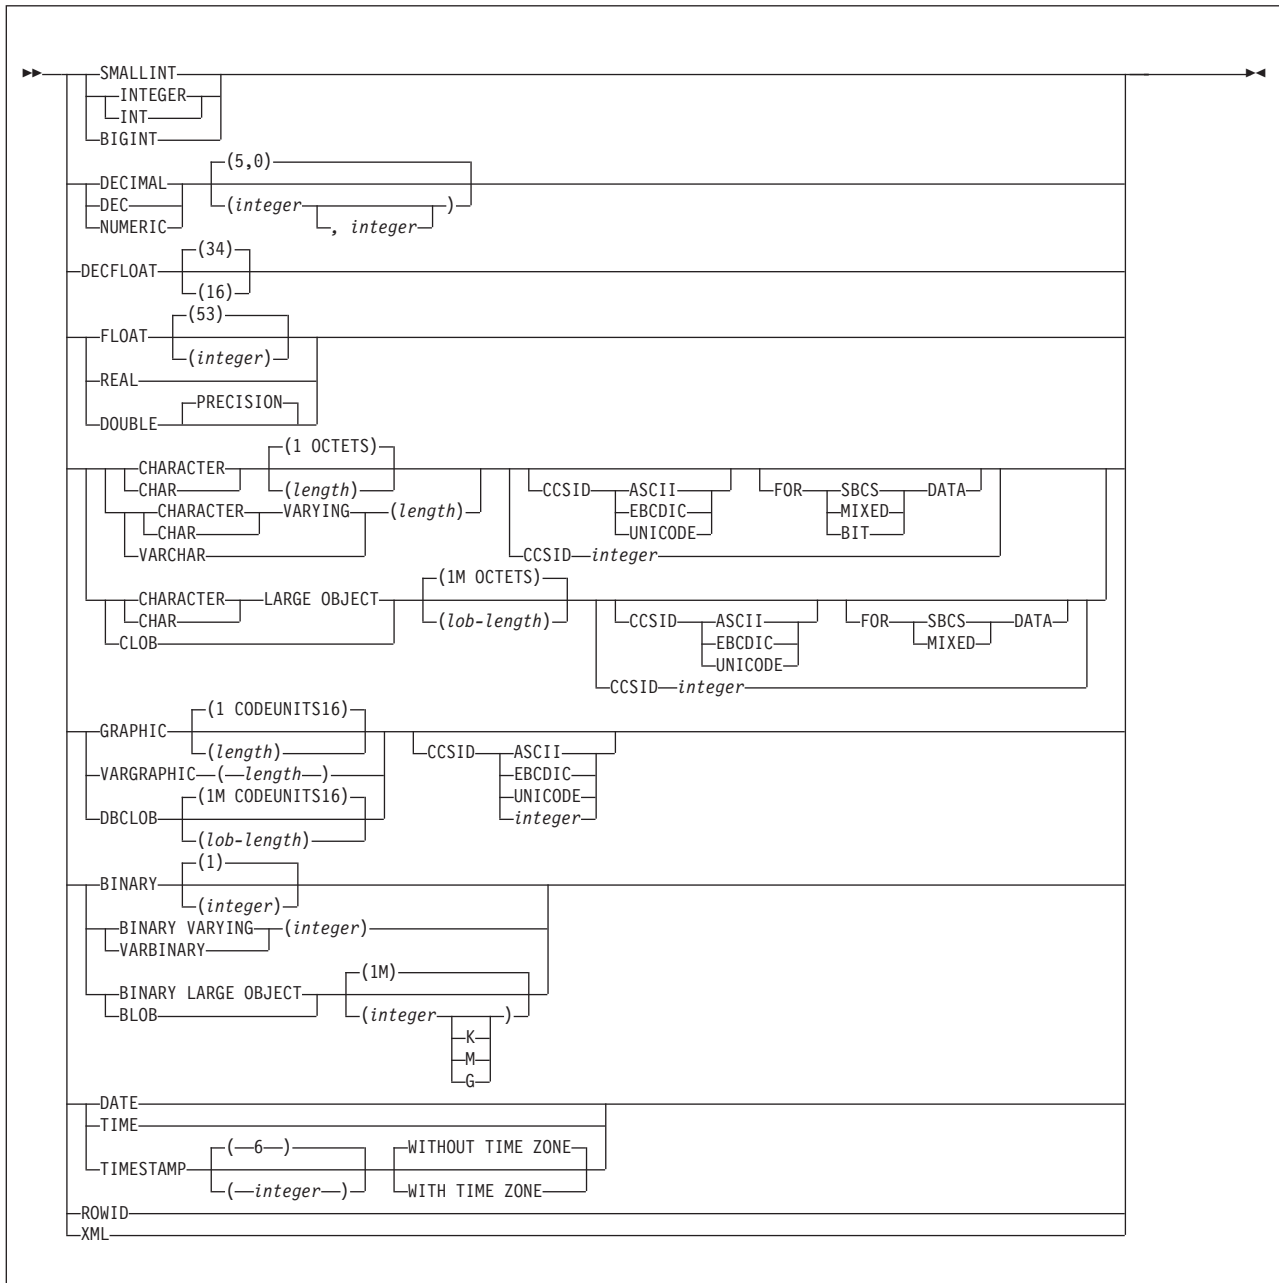 SMALLINT
INTEGER
INT
BIGINT
(5,0)
DECIMAL
DEC (integer )
NUMERIC , integer
(34)
DECFLOAT
(16)
(53)
FLOAT
(integer)
REAL
PRECISION
DOUBLE
(1 OCTETS)
CHARACTER
CHAR (length) CCSID ASCII FOR SBCS DATA
CHARACTER VARYING (length) EBCDIC MIXED
CHAR UNICODE BIT
VARCHAR CCSID integer
(1M OCTETS)
CHARACTER LARGE OBJECT
CHAR (lob-length) CCSID ASCII FOR SBCS DATA
CLOB EBCDIC MIXED
UNICODE
CCSID integer
(1 CODEUNITS16)
GRAPHIC
(length) CCSID ASCII
VARGRAPHIC ( length ) EBCDIC
(1M CODEUNITS16) UNICODE
DBCLOB integer
(lob-length)
(1)
BINARY
(integer)
BINARY VARYING (integer)
VARBINARY
(1M)
BINARY LARGE OBJECT
BLOB (integer )
K
M
G
DATE
TIME
( 6 ) WITHOUT TIME ZONE
TIMESTAMP
( integer ) WITH TIME ZONE
ROWID
XML